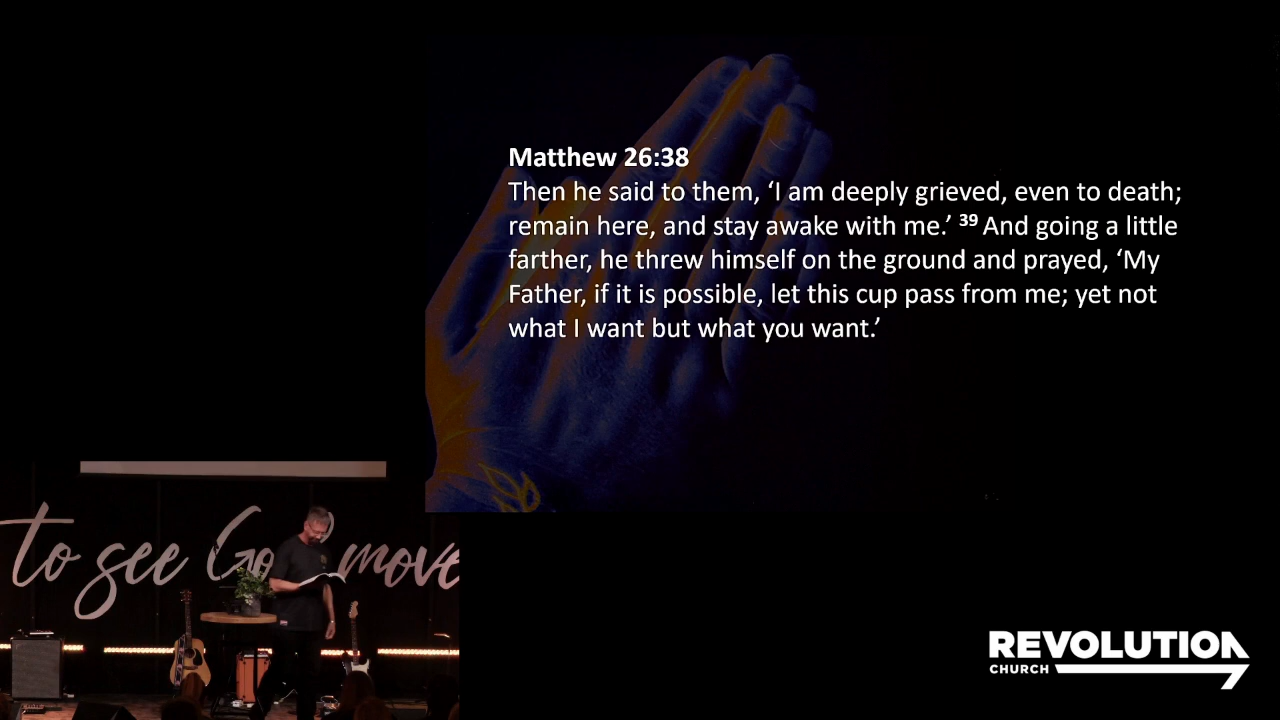 Matthew 26:38
Then he said to them, ‘I am deeply grieved, even to death;
remain here, and stay awake with me.’ ³⁹ And going a little
farther, he threw himself on the ground and prayed, ‘My
Father, if it is possible, let this cup pass from me; yet not
what I want but what you want.’
to see God move
REVOLUTION
CHURCH